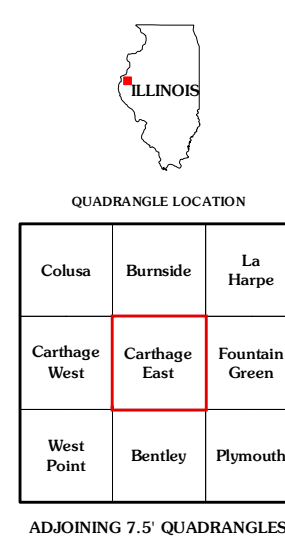 ILLINOIS
QUADRANGLE LOCATION
Colusa
Burnside
La
Harpe
Carthage
West
Carthage
East
Fountain
Green
West
Point
Bentley
Plymouth
ADJOINING 7.5' QUADRANGLES